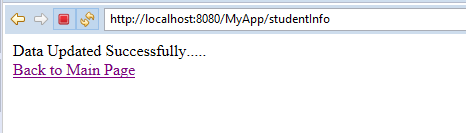 http://localhost:8080/MyApp/studentInfo
Data Updated Successfully.....
Back to Main Page